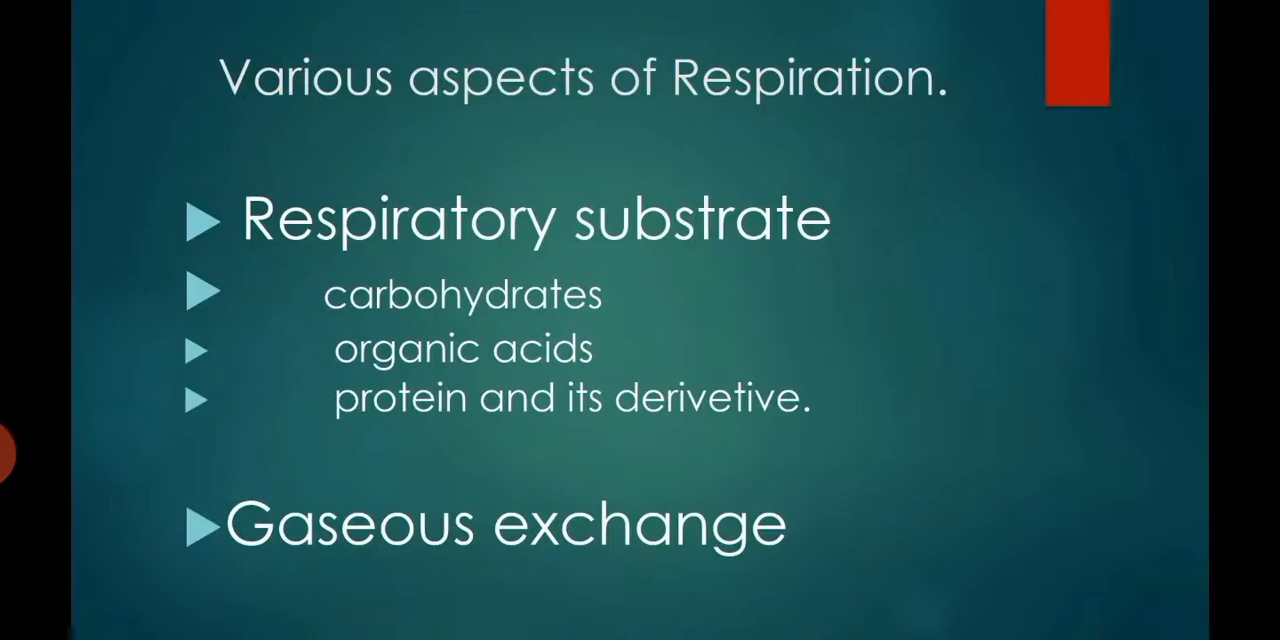 Various aspects of Respiration.
Respiratory substrate
carbohydrates
organic acids
protein and its derivetive.
Gaseous exchange